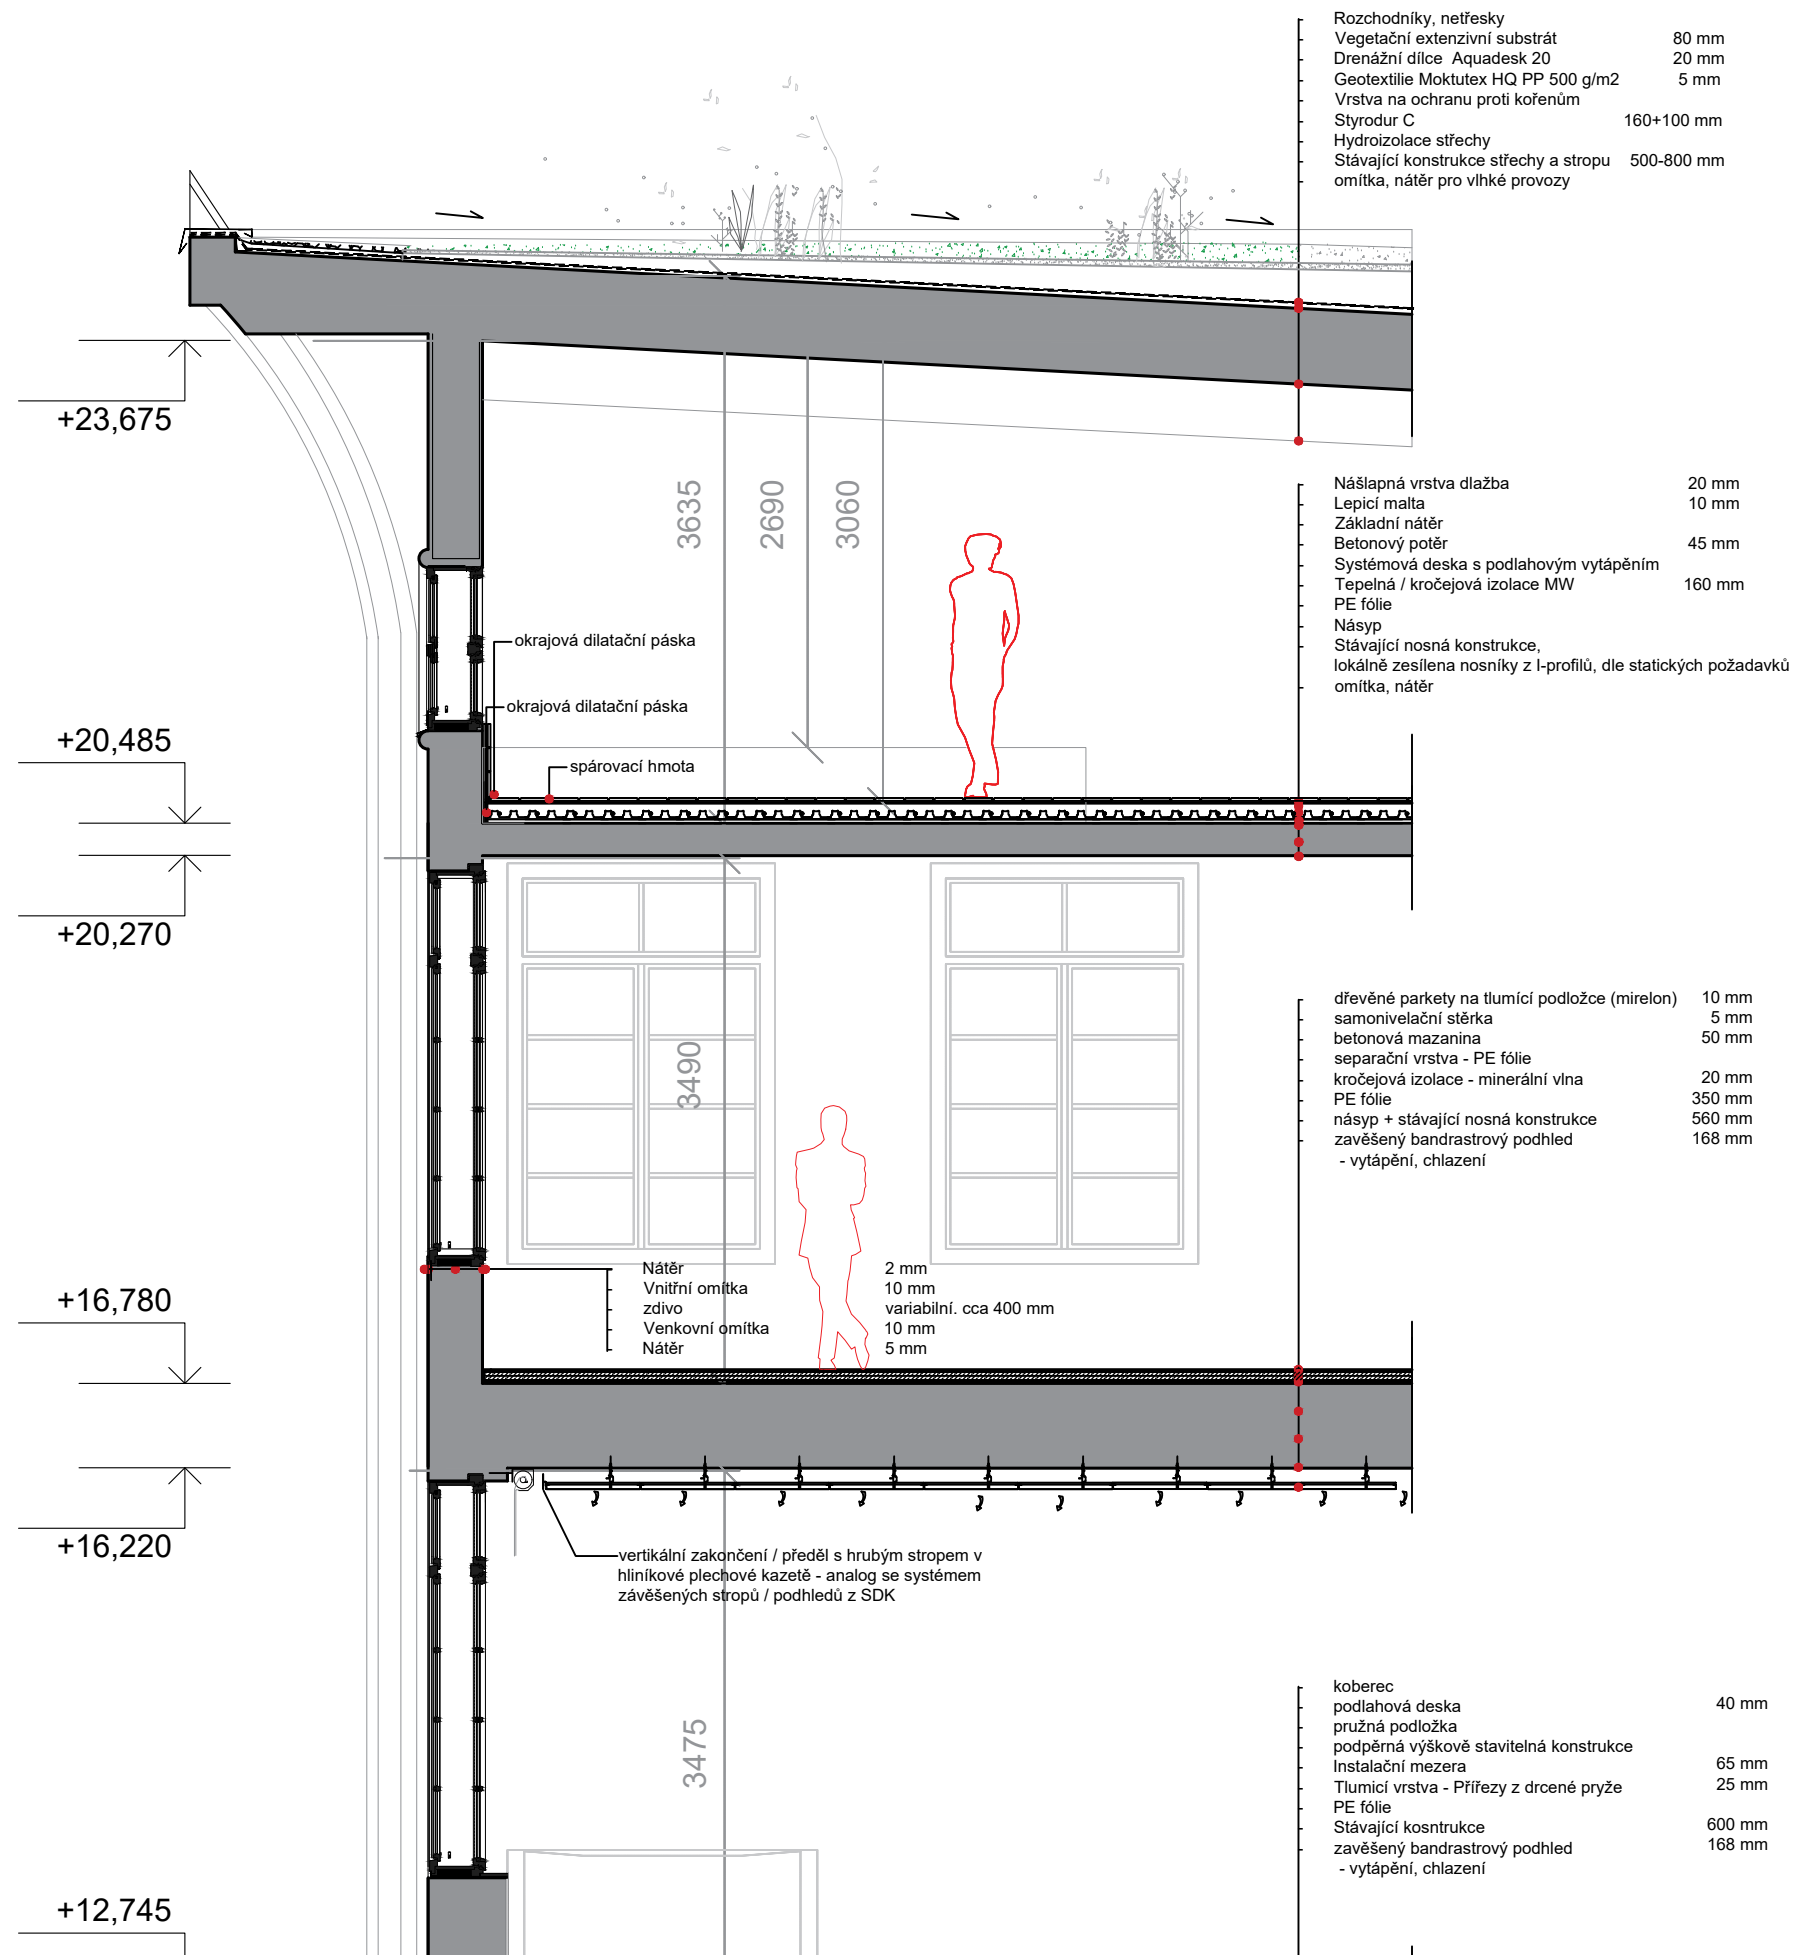 Rozchodníky, netřesky
Vegetační extenzivní substrát 80 mm
Drenážní dílce Aquadesk 20 20 mm
Geotextilie Moktutex HQ PP 500 g/m2 5 mm
Vrstva na ochranu proti kořenům
Styrodur C 160+100 mm
Hydroizolace střechy
Stávající konstrukce střechy a stropu 500-800 mm
omítka, nátěr pro vlhké provozy
+23,675
3635
2690
3060
Nášlapná vrstva dlažba 20 mm
Lepicí malta 10 mm
Základní nátěr
Betonový potěr 45 mm
Systémová deska s podlahovým vytápěním
Tepelná / kročejová izolace MW 160 mm
PE fólie
Násyp
Stávající nosná konstrukce,
lokálně zesílena nosníky z I-profilů, dle statických požadavků
omítka, nátěr
okrajová dilatační páska
okrajová dilatační páska
spárovací hmota
+20,485
+20,270
3490
dřevěné parkety na tlumící podložce (mirelon) 10 mm
samonivelační stěrka 5 mm
betonová mazanina 50 mm
separační vrstva - PE fólie
kročejová izolace - minerální vlna 20 mm
PE fólie 350 mm
násyp + stávající nosná konstrukce 560 mm
zavěšený bandrastrový podhled 168 mm
- vytápění, chlazení
Nátěr 2 mm
Vnitřní omítka 10 mm
zdivo variabilní. cca 400 mm
Venkovní omítka 10 mm
Nátěr 5 mm
+16,780
+16,220
vertikální zakončení / předěl s hrubým stropem v
hliníkové plechové kazetě - analog se systémem
závěšených stropů / podhledů z SDK
3475
koberec
podlahová deska 40 mm
pružná podložka
podpěrná výškově stavitelná konstrukce
Instalační mezera 65 mm
Tlumicí vrstva - Přířezy z drcené pryže 25 mm
PE fólie
Stávající kosntrukce 600 mm
zavěšený bandrastrový podhled 168 mm
- vytápění, chlazení
+12,745